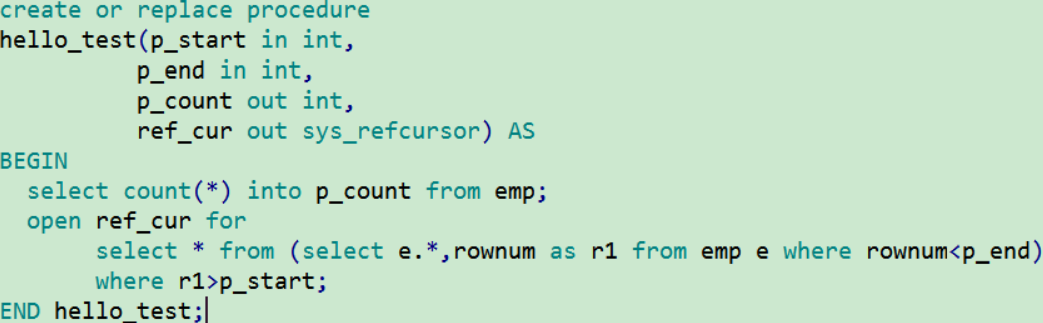 create or replace procedure
hello_test(p_start in int,
          p_end in int,
          p_count out int,
          ref_cur out sys_refcursor) AS
BEGIN
  select count(*) into p_count from emp;
  open ref_cur for
       select * from (select e.*,rownum as r1 from emp e where rownum<p_end)
       where r1>p_start;
END hello_test;